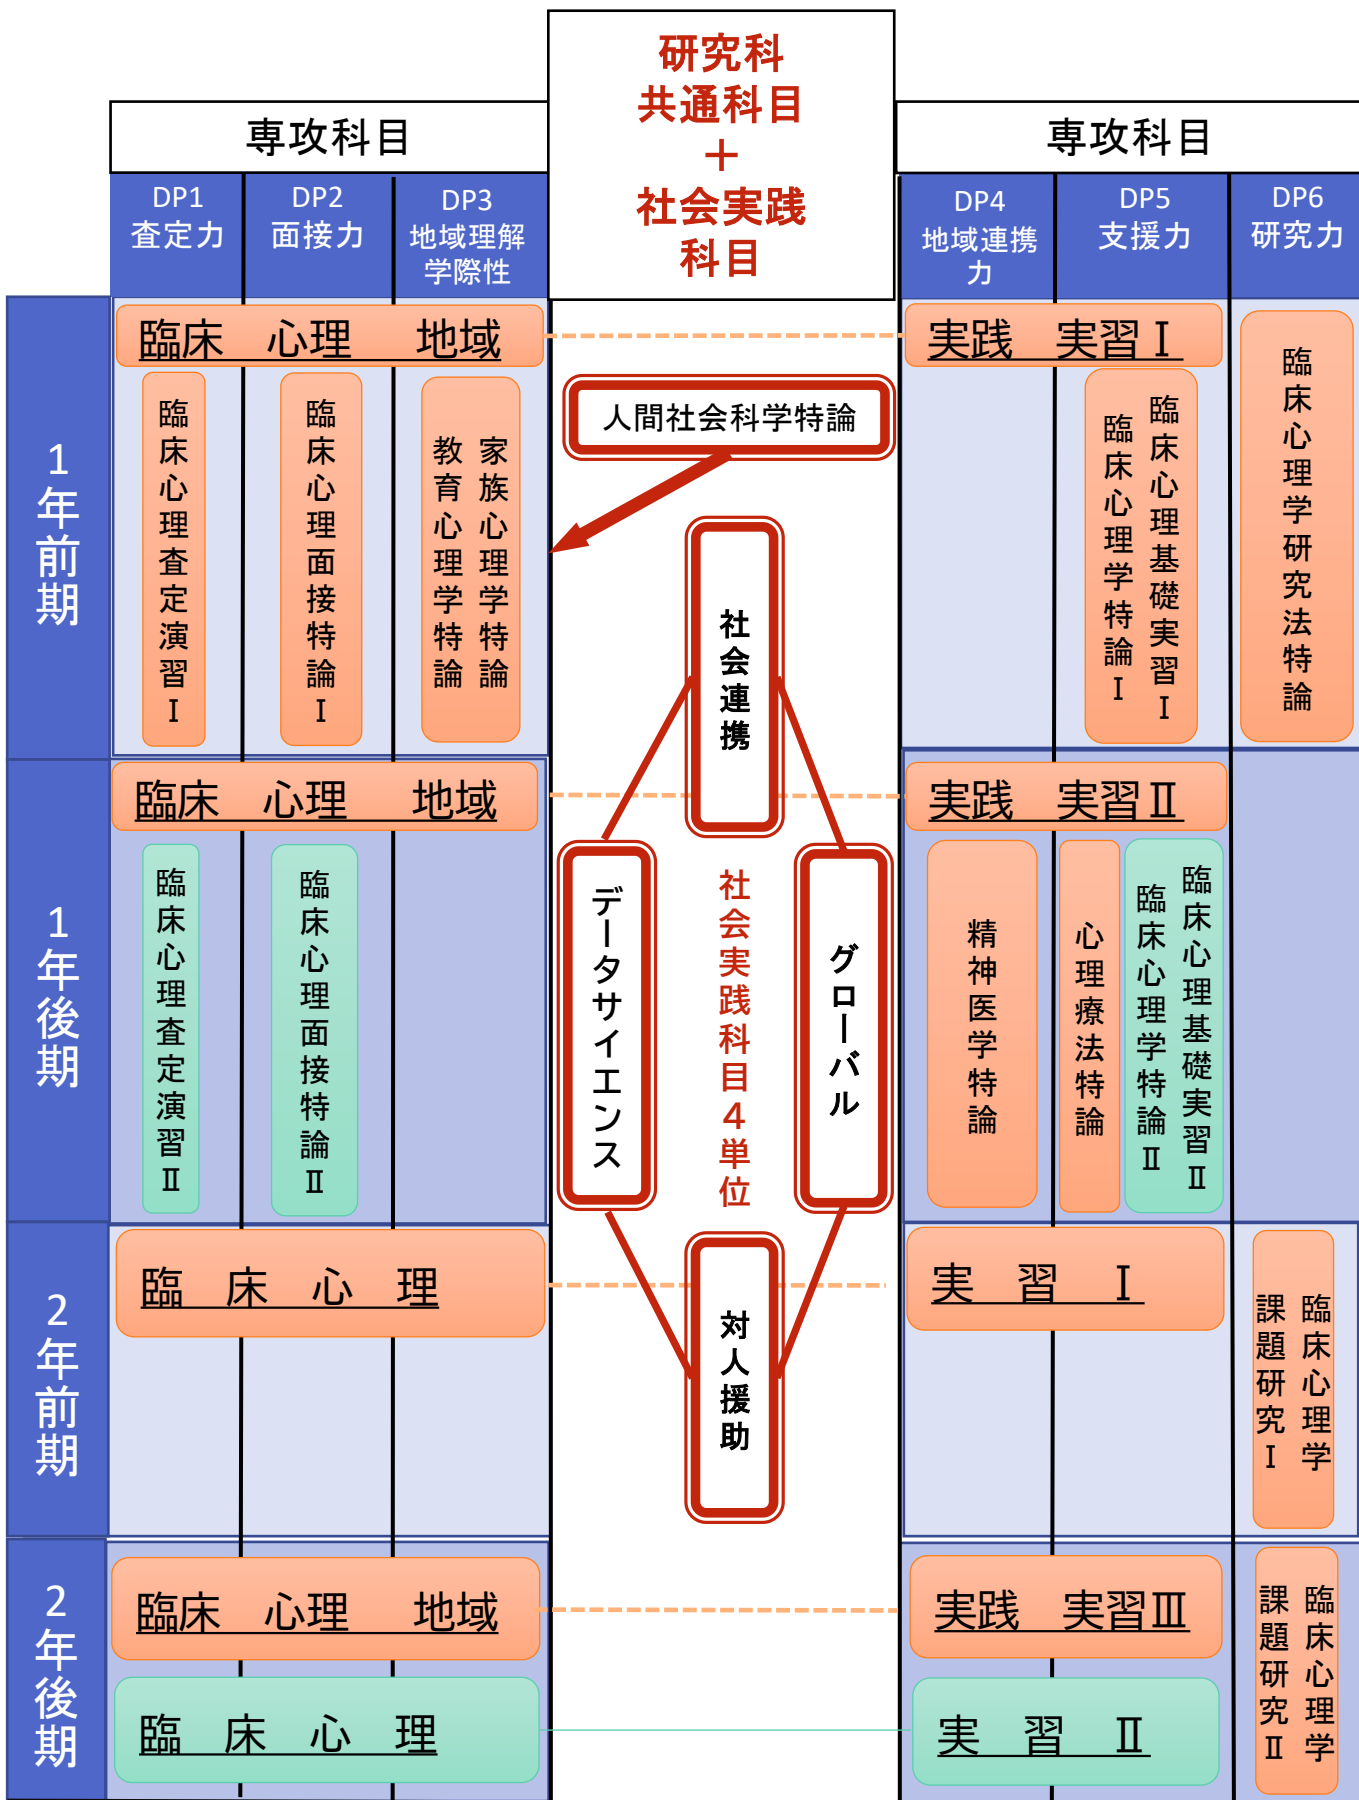 研究科
共通科目
＋
社会実践
科目
専攻科目
専攻科目
DP1
査定力
DP2
面接力
DP3
地域理解
学際性
DP4
地域連携
力
DP5
支援力
DP6
研究力
1年前期
臨床　心理　地域
実践　実習Ⅰ
臨床心理査定演習Ⅰ
臨床心理面接特論Ⅰ
家族心理学特論
教育心理学特論
人間社会科学特論
臨床心理基礎実習Ⅰ
臨床心理学特論Ⅰ
臨床心理学研究法特論
社会連携
1年後期
臨床　心理　地域
実践　実習Ⅱ
臨床心理査定演習Ⅱ
臨床心理面接特論Ⅱ
データサイエンス
社会実践科目４単位
グローバル
精神医学特論
心理療法特論
臨床心理基礎実習Ⅱ
臨床心理学特論Ⅱ
2年前期
臨　床　心　理
実　習　Ⅰ
対人援助
臨床心理学
課題研究Ⅰ
2年後期
臨床　心理　地域
実践　実習Ⅲ
臨　床　心　理
実　習　Ⅱ
臨床心理学
課題研究Ⅱ